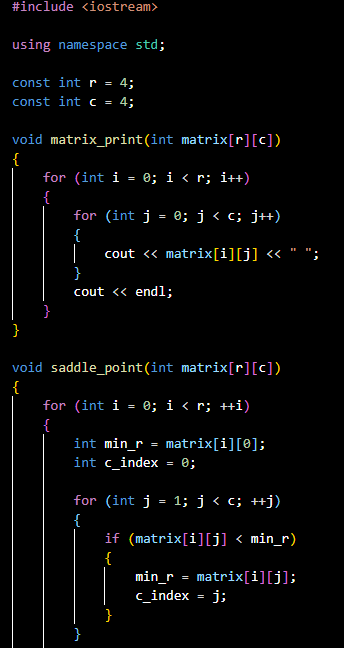 #include <iostream>
using namespace std;
const int r = 4;
const int c = 4;
void matrix_print(int matrix[r][c])
{
for (int i = 0; i < r; i++)
{
for (int j = 0; j < c; j++)
{
cout << matrix[i][j] << " ";
}
cout << endl;
}
}
void saddle_point(int matrix[r][c])
{
for (int i = 0; i < r; ++i)
{
int min_r = matrix[i][0];
int c_index = 0;
for (int j = 1; j < c; ++j)
{
if (matrix[i][j] < min_r)
{
min_r = matrix[i][j];
c_index = j;
}
}